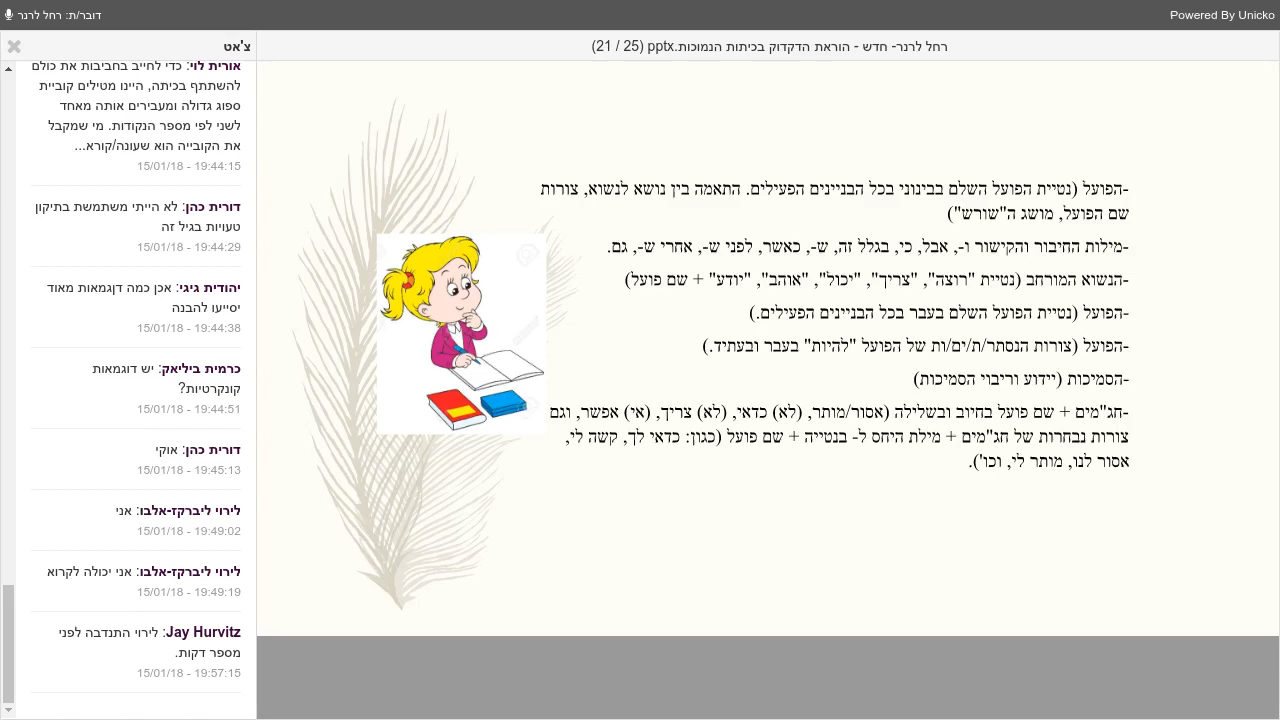 דובר/ת: רחל לרנר
Powered By Unicko
צ'אט
רחל לרנר- חדש - הוראת הדקדוק בכיתות הנמוכות.pptx (21 / 25)
אורית לוי: כדי לחייב בחביבות את כולם
להשתתף בכיתה, היינו מטילים קוביית
ספוג גדולה ומעבירים אותה מאחד
לשני לפי מספר הנקודות. מי שמקבל
את הקובייה הוא שעונה/קורא...
15/01/18 - 19:44:15
דורית כהן: לא הייתי משתמשת בתיקון
טעויות בגיל זה
15/01/18 - 19:44:29
יהודית גיגי: אכן כמה דןגמאות מאוד
יסייעו להבנה
15/01/18 - 19:44:38
כרמית ביליאק: יש דוגמאות
קונקרטיות?
15/01/18 - 19:44:51
דורית כהן: אוקי
15/01/18 - 19:45:13
לירוי ליברקז-אלבו: אני
15/01/18 - 19:49:02
לירוי ליברקז-אלבו: אני יכולה לקרוא
15/01/18 - 19:49:19
Jay Hurvitz: לירוי התנדבה לפני
מספר דקות.
15/01/18 - 19:57:15
-הפועל (נטיית הפועל השלם בבינוני בכל הבניינים הפעילים. התאמה בין נושא לנשוא, צורות
שם הפועל, מושג ה"שורש")
-מילות החיבור והקישור ו-, אבל, כי, בגלל זה, ש-, כאשר, לפני ש-, אחרי ש-, גם.
-הנשוא המורחב (נטיית "רוצה", "צריך", "יכול", "אוהב", "יודע" + שם פועל)
-הפועל (נטיית הפועל השלם בעבר בכל הבניינים הפעילים.)
-הפועל (צורות הנסתר/ת/ים/ות של הפועל "להיות" בעבר ובעתיד.)
-הסמיכות (יידוע וריבוי הסמיכות)
-חג"מים + שם פועל בחיוב ובשלילה (אסור/מותר, (לא) כדאי, (לא) צריך, (אי) אפשר, וגם
צורות נבחרות של חג"מים + מילת היחס ל- בנטייה + שם פועל (כגון: כדאי לך, קשה לי,
אסור לנו, מותר לי, וכו').